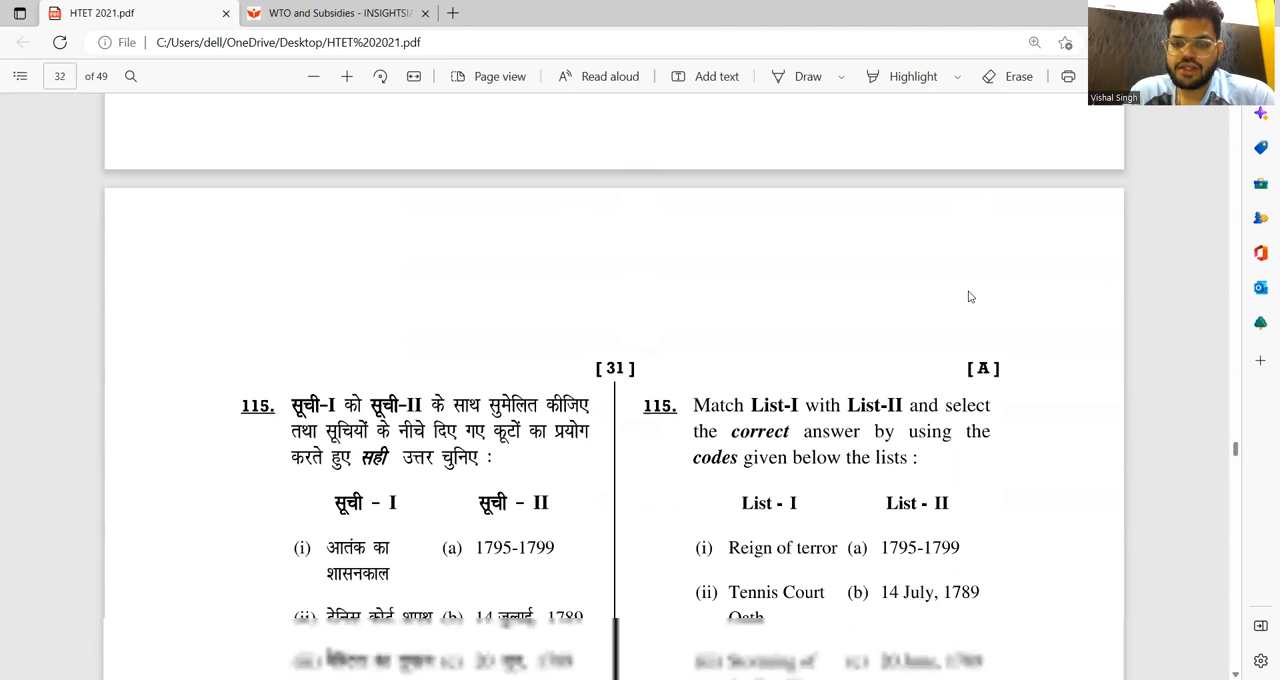 HTET 2021.pdf
WTO and Subsidies - INSIGHTSIA
File C:/Users/dell/OneDrive/Desktop/HTET%202021.pdf
32 of 49 Page view Read aloud Add text Draw Highlight Erase
Vishal Singh
[ 31 ] [ A ]
115. सूची-I को सूची-II के साथ सुमेलित कीजिए
तथा सूचियों के नीचे दिए गए कूटों का प्रयोग
करते हुए सही उत्तर चुनिए :
सूची - I सूची - II
(i) आतंक का (a) 1795-1799
शासनकाल
(ii) टेनिस कोर्ट शपथ (b) 14 जुलाई, 1789
115. Match List-I with List-II and select
the correct answer by using the
codes given below the lists :
List - I List - II
(i) Reign of terror (a) 1795-1799
(ii) Tennis Court (b) 14 July, 1789
Oath